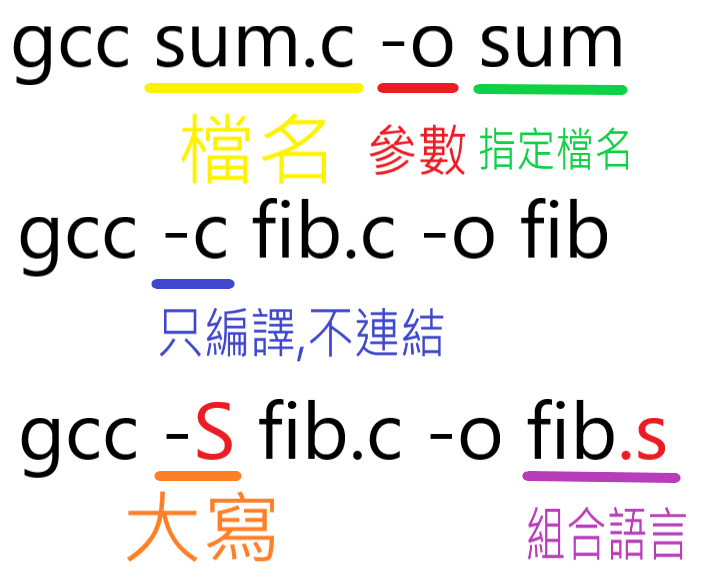 gcc sum.c -o sum
檔名 參數 指定檔名
gcc -c fib.c -o fib
只編譯,不連結
gcc -S fib.c -o fib.s
大寫 組合語言